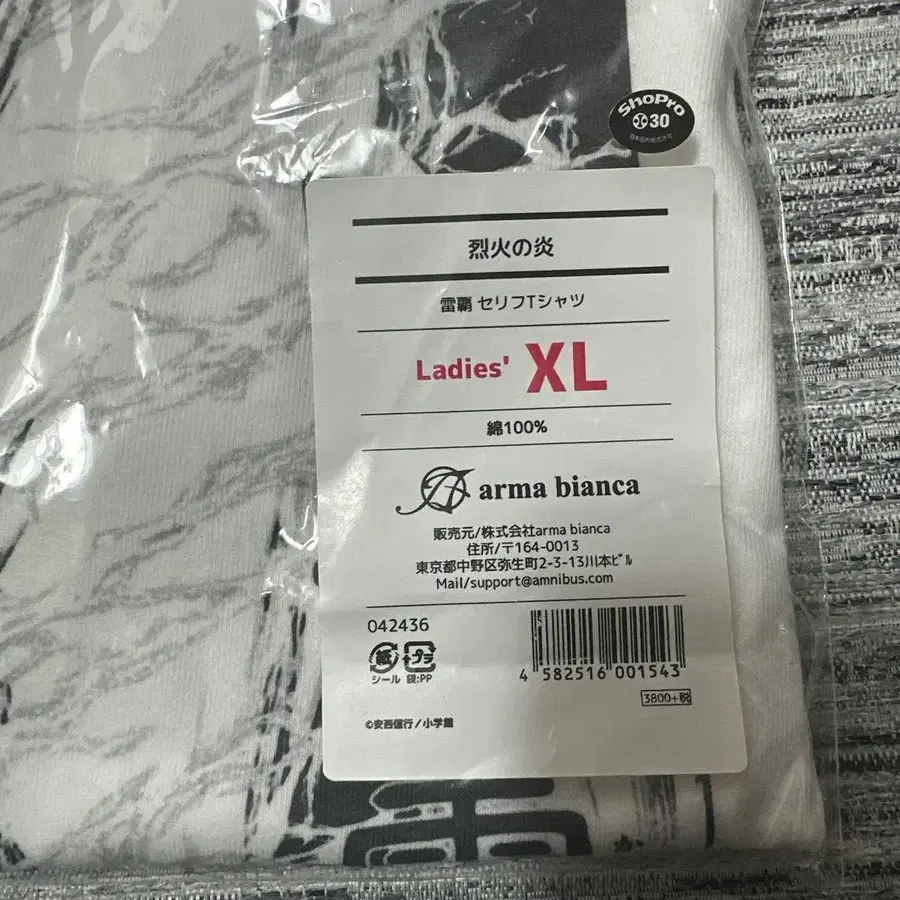 ShoPro
30
烈火の炎
雷覇 セリフTシャツ
Ladies' XL
綿100%
arma bianca
販売元/株式会社arma bianca
住所/〒164-0013
東京都中野区弥生町2-3-13川本ビル
Mail/support@amnibus.com
042436
紙 プラ
シール 袋:PP
4 582516 001543
3800+税
©安西信行/小学館